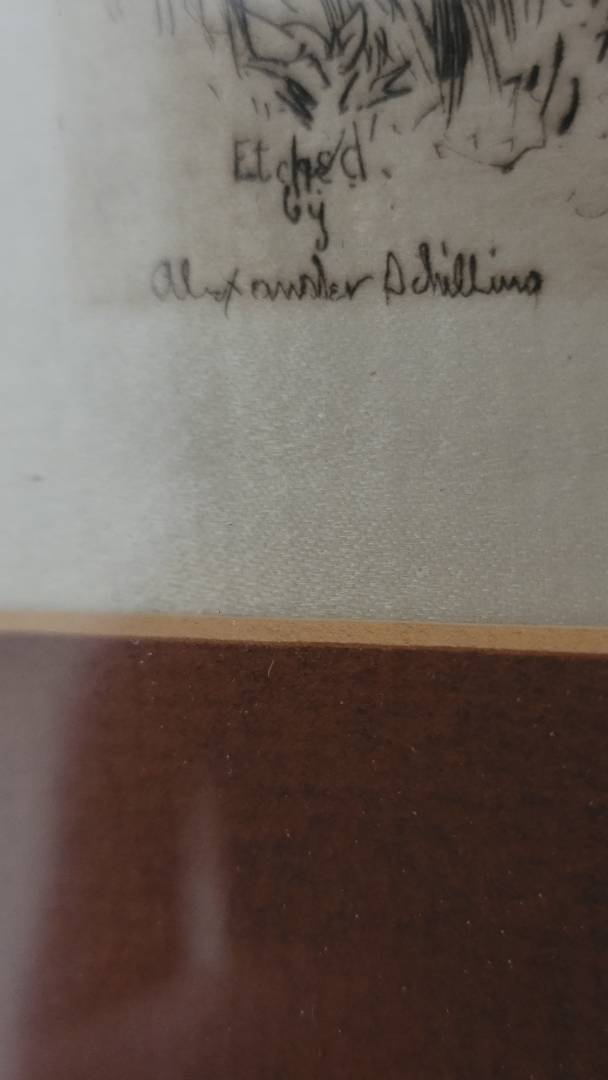 Etched.
by
Alexander Schilling